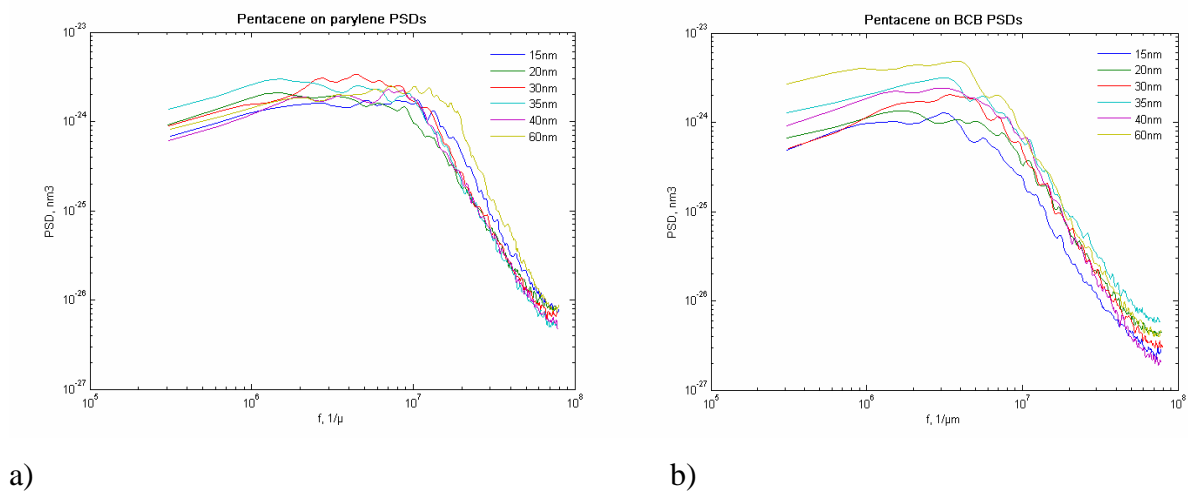 Pentacene on parylene PSDs
10^-23
10^-24
10^-25
10^-26
10^-27
PSD, nm3
15nm
20nm
30nm
35nm
40nm
60nm
10^5
10^6
10^7
10^8
f, 1/µ
a)
Pentacene on BCB PSDs
10^-23
10^-24
10^-25
10^-26
10^-27
PSD, nm3
15nm
20nm
30nm
35nm
40nm
60nm
10^5
10^6
10^7
10^8
f, 1/µm
b)